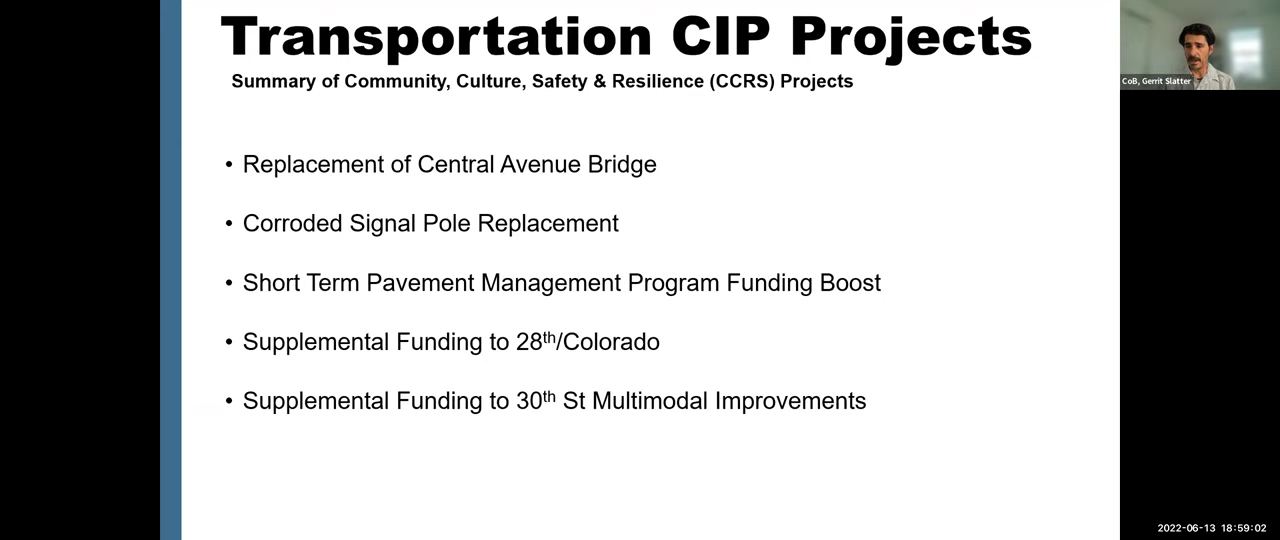 Transportation CIP Projects
Summary of Community, Culture, Safety & Resilience (CCRS) Projects
• Replacement of Central Avenue Bridge
• Corroded Signal Pole Replacement
• Short Term Pavement Management Program Funding Boost
• Supplemental Funding to 28th/Colorado
• Supplemental Funding to 30th St Multimodal Improvements
CoB, Gerrit Slatter
2022-06-13 18:59:02